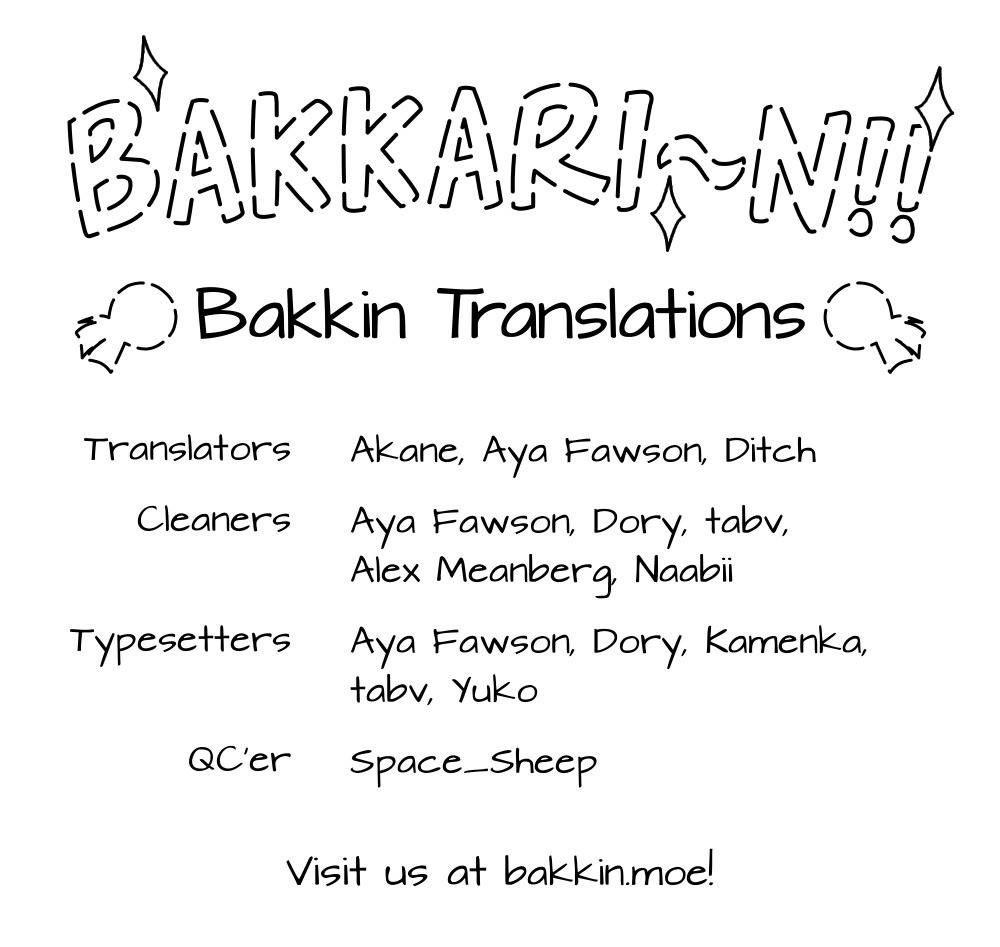 BAKKARI~N!!
Bakkin Translations
Translators Akane, Aya Fawson, Ditch
Cleaners Aya Fawson, Dory, tabv,
Alex Meanberg, Naabii
Typesetters Aya Fawson, Dory, Kamenka,
tabv, Yuko
QC'er Space_Sheep
Visit us at bakkin.moe!